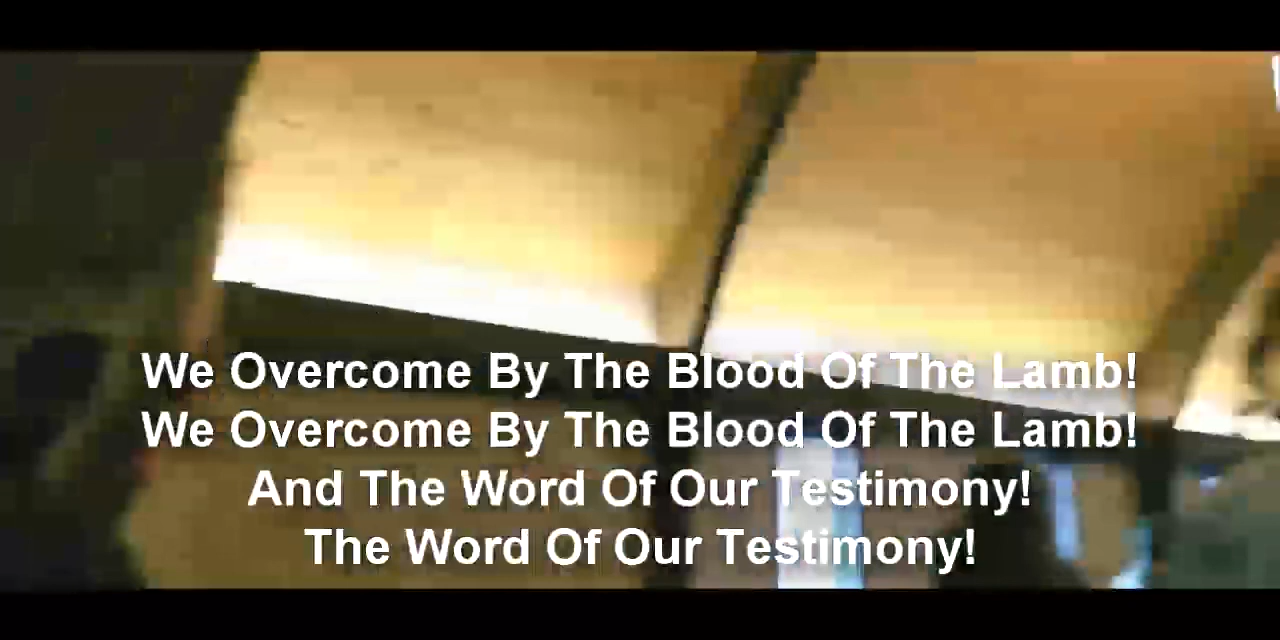 We Overcome By The Blood Of The Lamb!
We Overcome By The Blood Of The Lamb!
And The Word Of Our Testimony!
The Word Of Our Testimony!